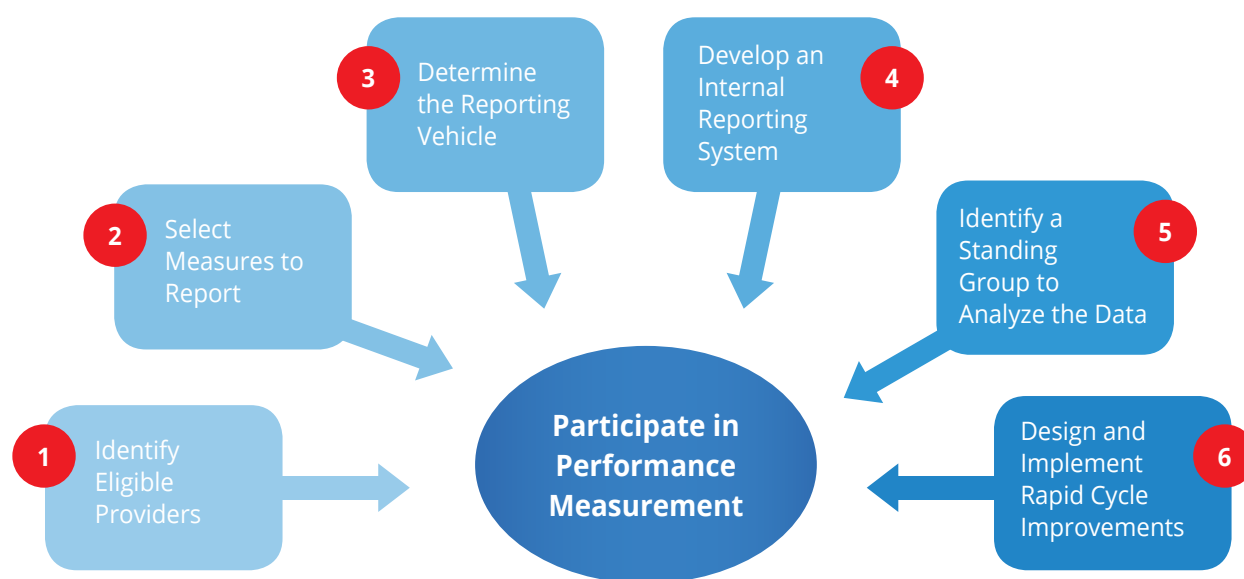 1
Identify
Eligible
Providers
2
Select
Measures to
Report
3
Determine
the Reporting
Vehicle
4
Develop an
Internal
Reporting
System
5
Identify a
Standing
Group to
Analyze the Data
6
Design and
Implement
Rapid Cycle
Improvements
Participate in
Performance
Measurement